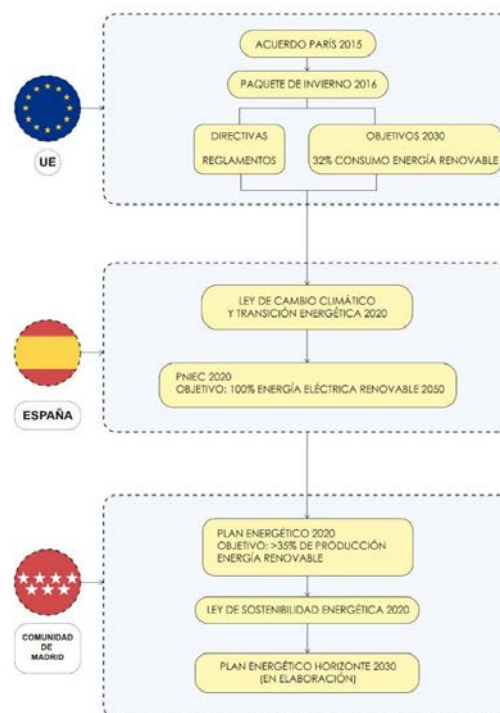 ACUERDO PARÍS 2015
PAQUETE DE INVIERNO 2016
DIRECTIVAS
REGLAMENTOS
OBJETIVOS 2030
32% CONSUMO ENERGÍA RENOVABLE
UE
LEY DE CAMBIO CLIMÁTICO
Y TRANSICIÓN ENERGÉTICA 2020
PNIEC 2020
OBJETIVO: 100% ENERGÍA ELÉCTRICA RENOVABLE 2050
ESPAÑA
PLAN ENERGÉTICO 2020
OBJETIVO: >35% DE PRODUCCIÓN
ENERGÍA RENOVABLE
LEY DE SOSTENIBILIDAD ENERGÉTICA 2020
COMUNIDAD
DE
MADRID
PLAN ENERGÉTICO HORIZONTE 2030
(EN ELABORACIÓN)